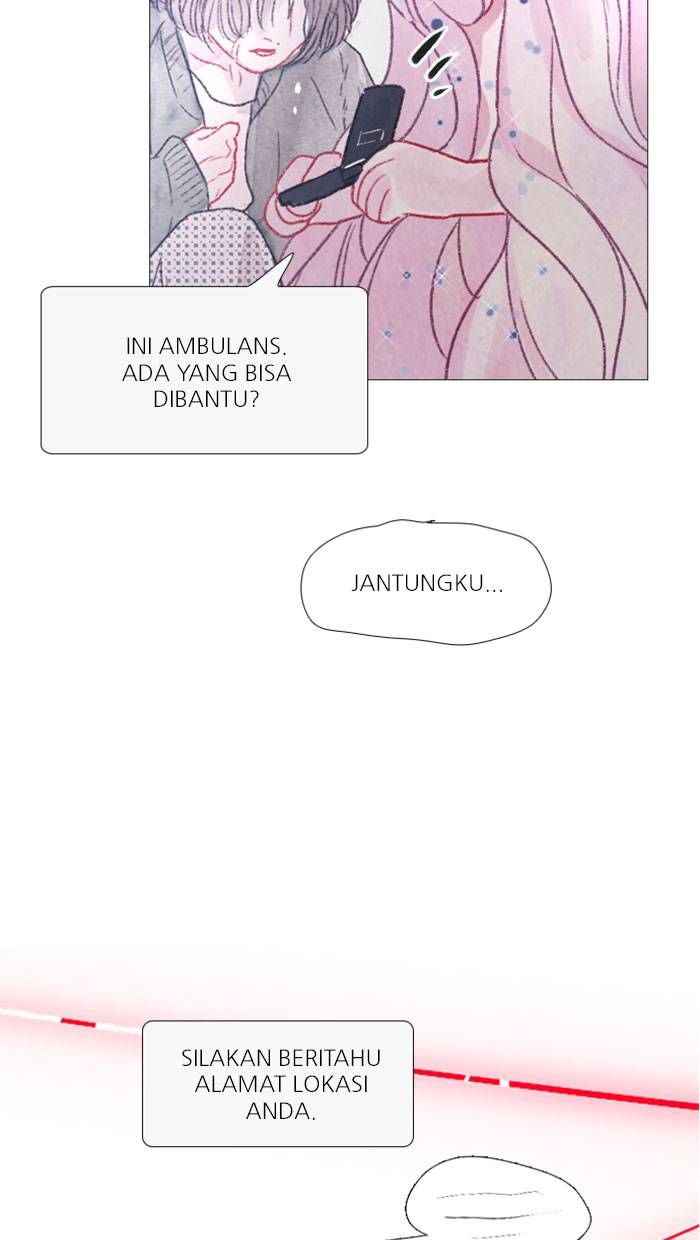 INI AMBULANS.
ADA YANG BISA
DIBANTU?
JANTUNGKU...
SILAKAN BERITAHU
ALAMAT LOKASI
ANDA.